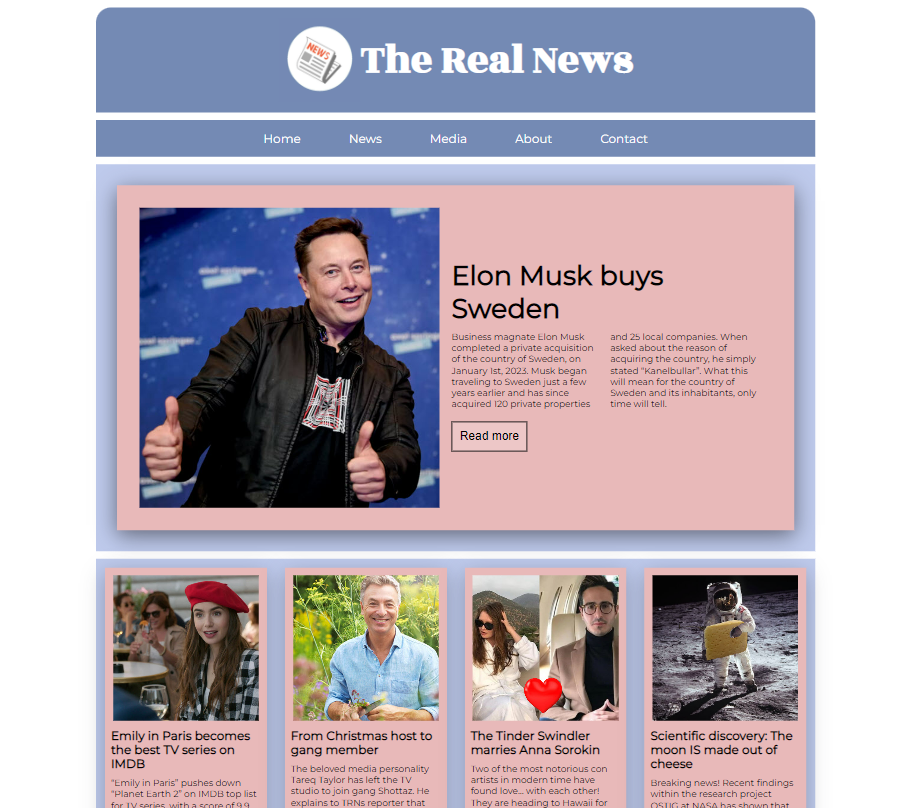 NEWS
The Real News
Home News Media About Contact
Elon Musk buys
Sweden
Business magnate Elon Musk
completed a private acquisition
of the country of Sweden, on
January 1st, 2023. Musk began
traveling to Sweden just a few
years earlier and has since
acquired 120 private properties
and 25 local companies. When
asked about the reason of
acquiring the country, he simply
stated “Kanelbullar”. What this
will mean for the country of
Sweden and its inhabitants, only
time will tell.
Read more
Emily in Paris becomes
the best TV series on
IMDB
“Emily in Paris” pushes down
“Planet Earth 2” on IMDB top list
for TV series, with a score of 9.9
From Christmas host to
gang member
The beloved media personality
Tareq Taylor has left the TV
studio to join gang Shottaz. He
explains to TRNs reporter that
The Tinder Swindler
marries Anna Sorokin
Two of the most notorious con
artists in modern time have
found love... with each other!
They are heading to Hawaii for
Scientific discovery: The
moon IS made out of
cheese
Breaking news! Recent findings
within the research project
OSTIG at NASA has shown that